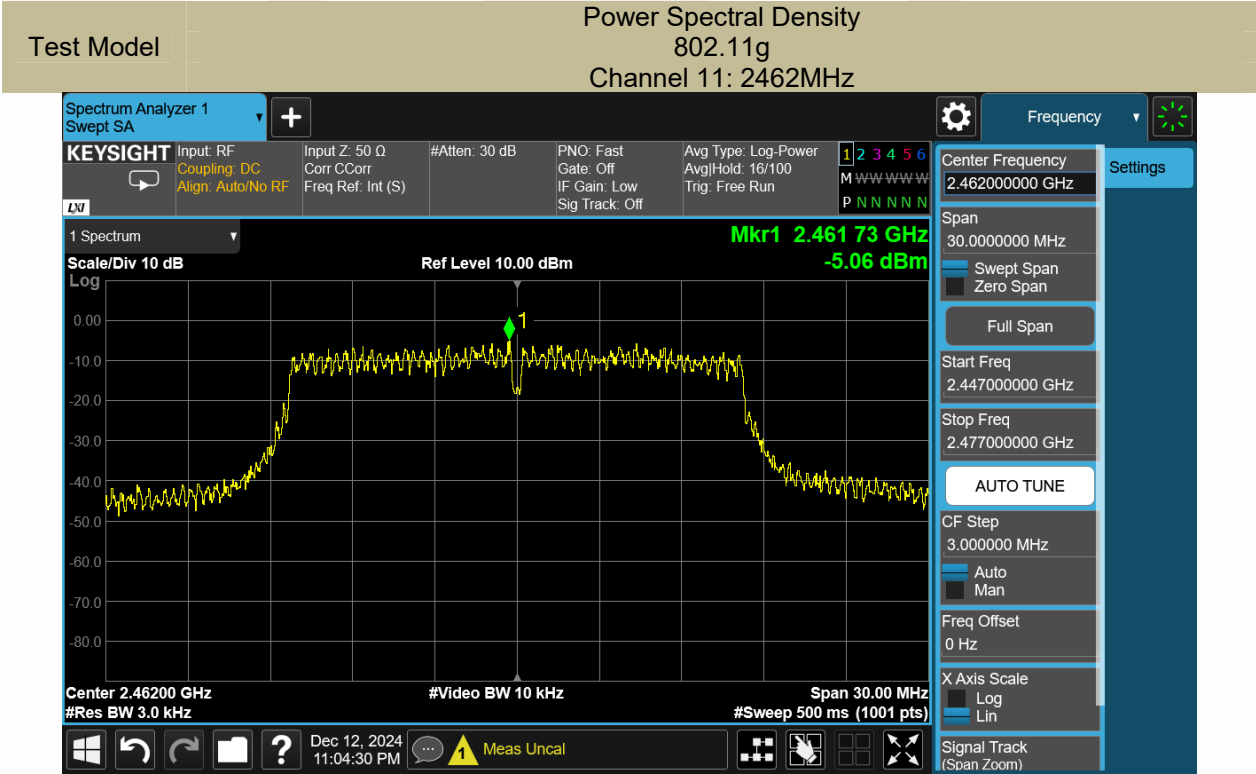 Test Model
Power Spectral Density
802.11g
Channel 11: 2462MHz
Spectrum Analyzer 1
Swept SA
+
Frequency
KEYSIGHT
LXI
Input: RF
Coupling: DC
Align: Auto/No RF
Input Z: 50 Ω
Corr CCorr
Freq Ref: Int (S)
#Atten: 30 dB
PNO: Fast
Gate: Off
IF Gain: Low
Sig Track: Off
Avg Type: Log-Power
Avg|Hold: 16/100
Trig: Free Run
1 2 3 4 5 6
M W W W W W
P N N N N N
1 Spectrum
Scale/Div 10 dB
Log
Ref Level 10.00 dBm
Mkr1 2.461 73 GHz
-5.06 dBm
1
0.00
-10.0
-20.0
-30.0
-40.0
-50.0
-60.0
-70.0
-80.0
Center 2.46200 GHz
#Res BW 3.0 kHz
#Video BW 10 kHz
Span 30.00 MHz
#Sweep 500 ms (1001 pts)
Center Frequency
2.462000000 GHz
Settings
Span
30.0000000 MHz
Swept Span
Zero Span
Full Span
Start Freq
2.447000000 GHz
Stop Freq
2.477000000 GHz
AUTO TUNE
CF Step
3.000000 MHz
Auto
Man
Freq Offset
0 Hz
X Axis Scale
Log
Lin
Signal Track
(Span Zoom)
?
Dec 12, 2024
11:04:30 PM
1
Meas Uncal